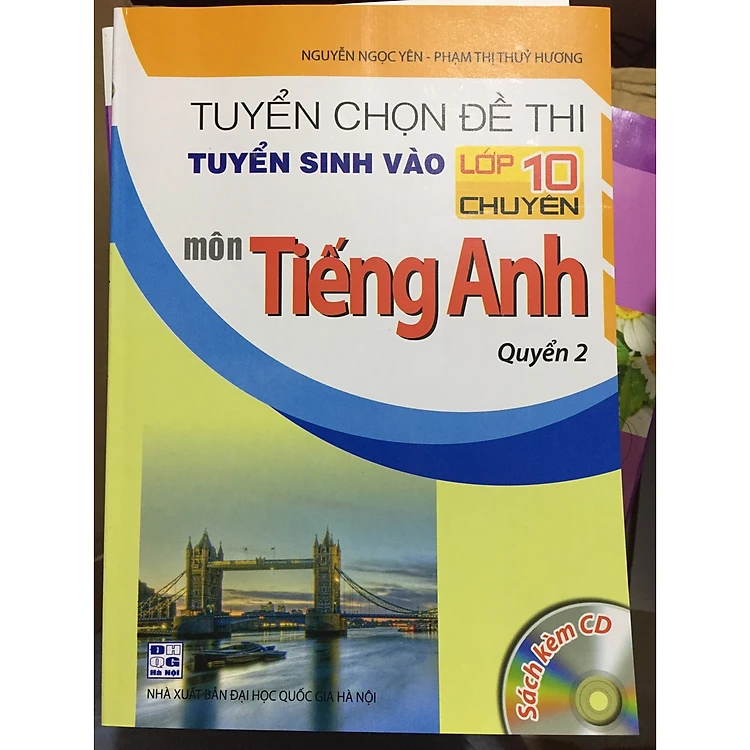 NGUYỄN NGỌC YÊN - PHẠM THỊ THUỶ HƯƠNG
TUYỂN CHỌN ĐỀ THI
TUYỂN SINH VÀO LỚP 10
CHUYÊN
môn Tiếng Anh
Quyển 2
ĐH
QG
Hà Nội
NHÀ XUẤT BẢN ĐẠI HỌC QUỐC GIA HÀ NỘI
Sách kèm CD